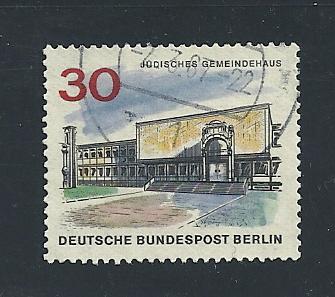 JÜDISCHES GEMEINDEHAUS
30
DEUTSCHE BUNDESPOST BERLIN